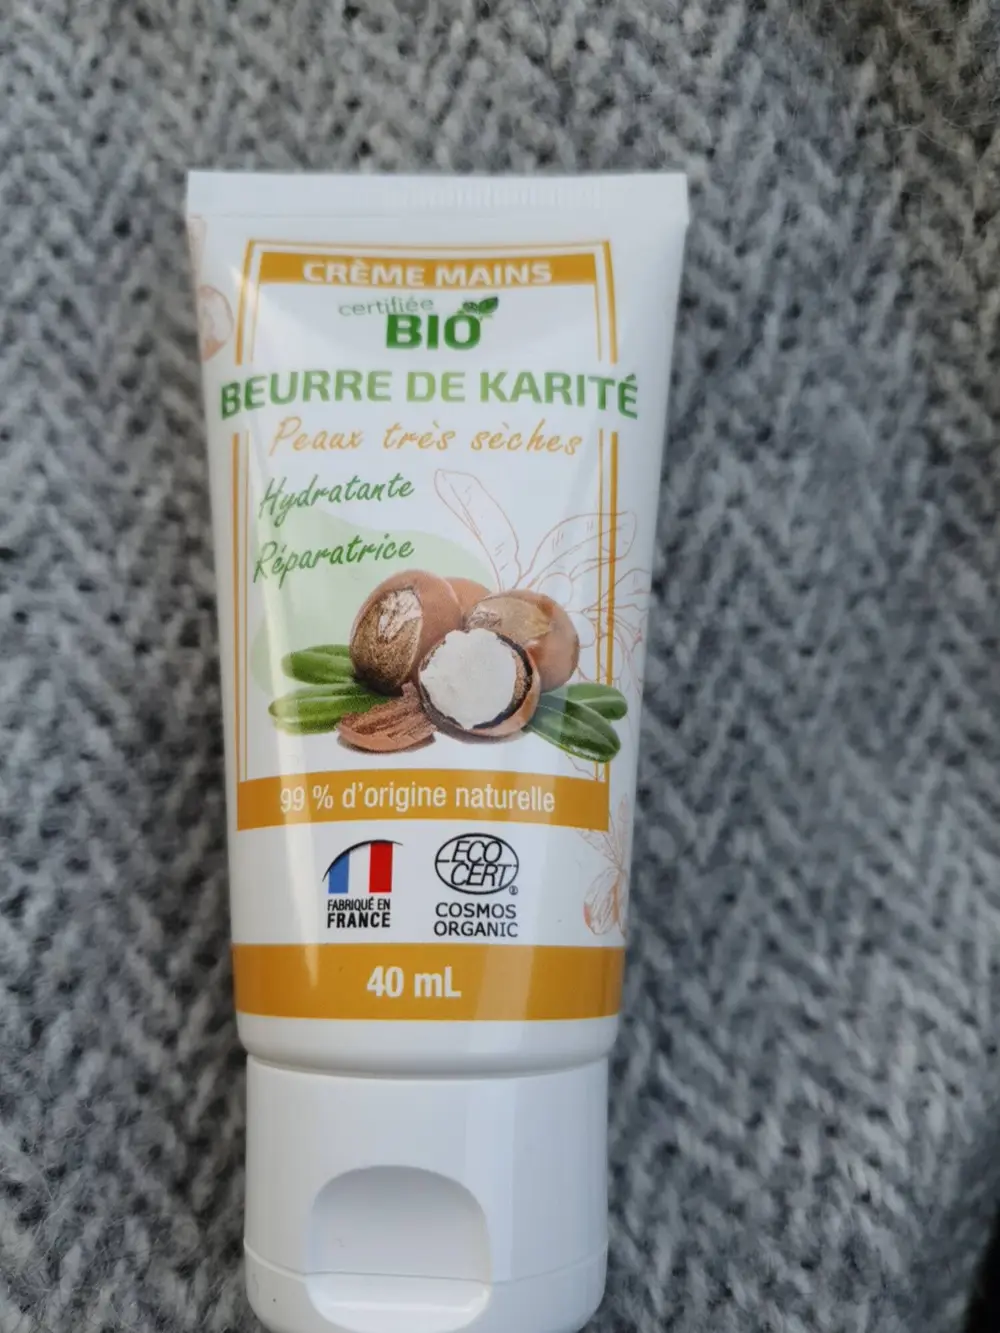 CRÈME MAINS
certifiée
BIO
BEURRE DE KARITÉ
Peaux très sèches
Hydratante
Réparatrice
99 % d'origine naturelle
FABRIQUÉ EN
FRANCE
ECO
CERT
®
COSMOS
ORGANIC
40 mL